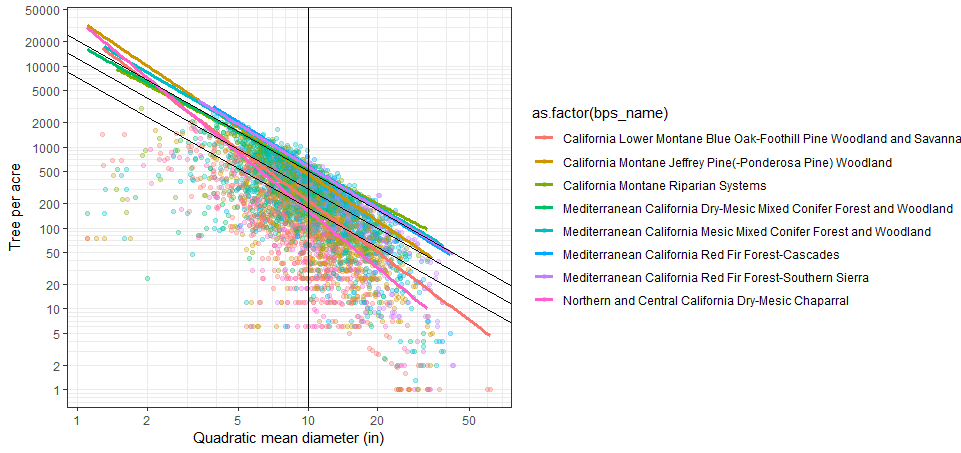 50000
20000
10000
5000
2000
1000
500
200
100
50
20
10
5
2
1
Tree per acre
1
2
5
10
20
50
Quadratic mean diameter (in)
as.factor(bps_name)
California Lower Montane Blue Oak-Foothill Pine Woodland and Savanna
California Montane Jeffrey Pine(-Ponderosa Pine) Woodland
California Montane Riparian Systems
Mediterranean California Dry-Mesic Mixed Conifer Forest and Woodland
Mediterranean California Mesic Mixed Conifer Forest and Woodland
Mediterranean California Red Fir Forest-Cascades
Mediterranean California Red Fir Forest-Southern Sierra
Northern and Central California Dry-Mesic Chaparral